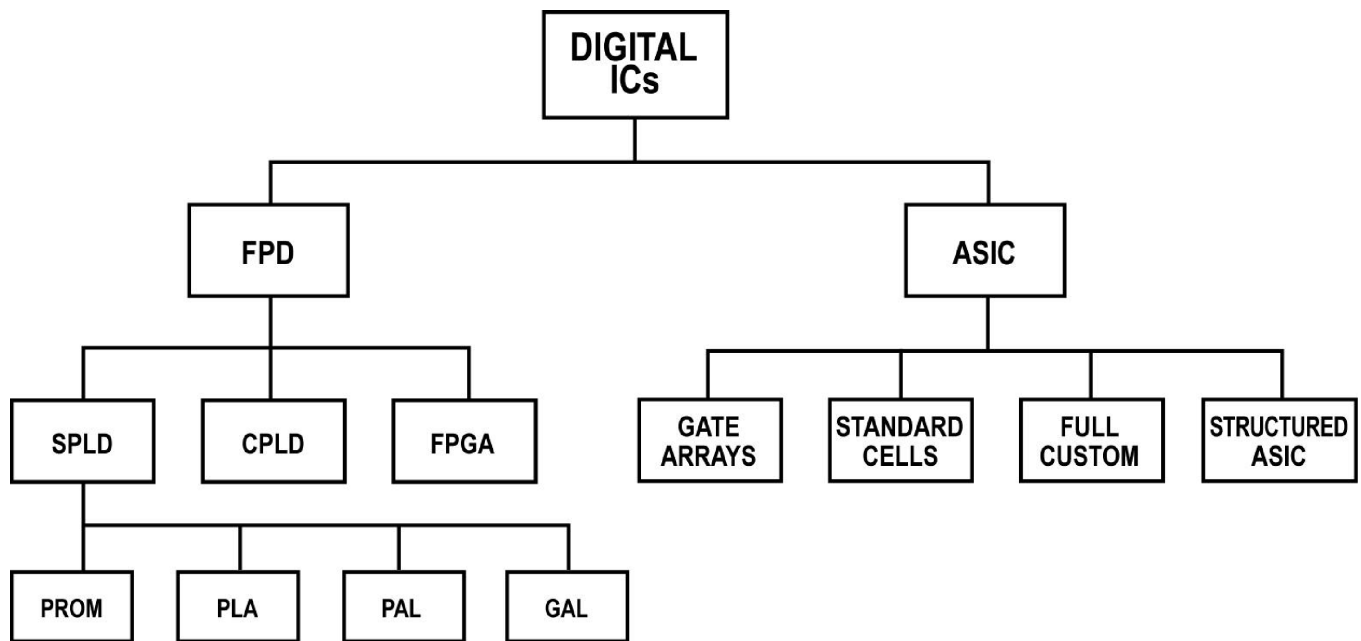 DIGITAL
ICs
FPD
ASIC
SPLD
CPLD
FPGA
GATE
ARRAYS
STANDARD
CELLS
FULL
CUSTOM
STRUCTURED
ASIC
PROM
PLA
PAL
GAL